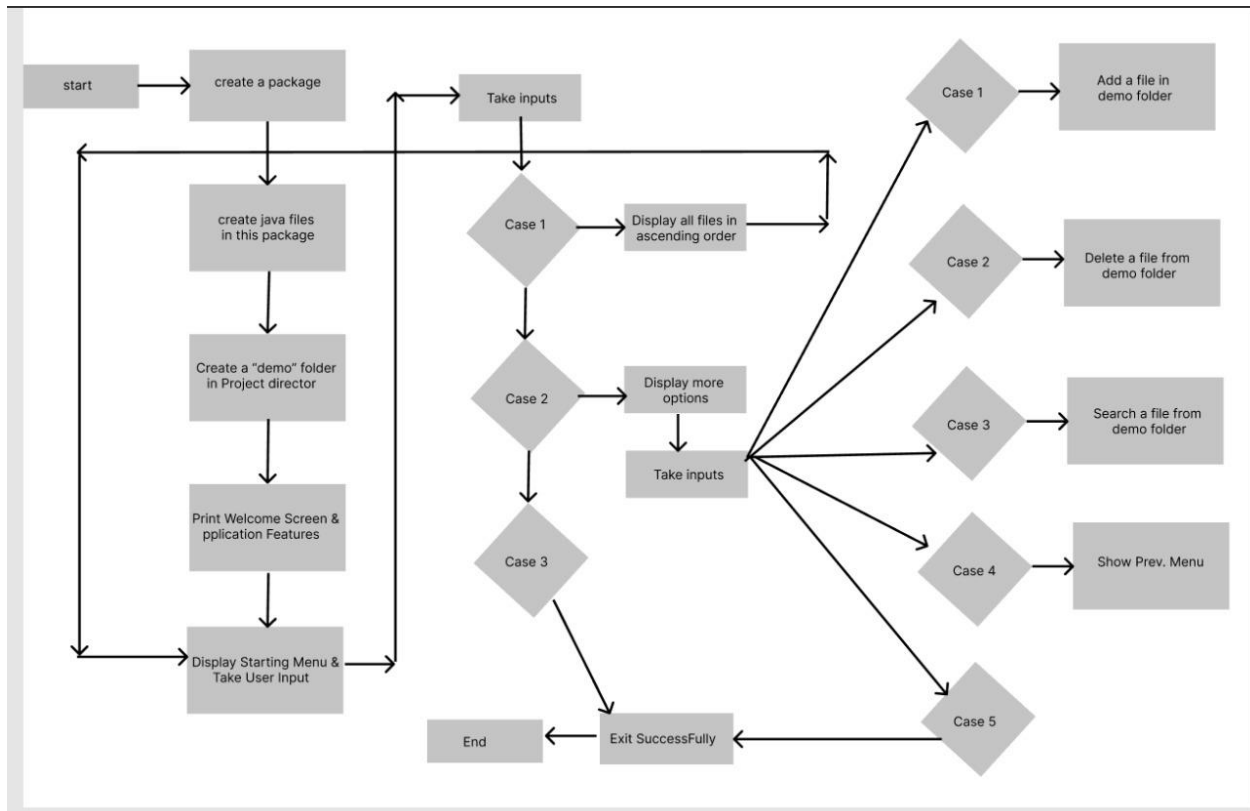 start
create a package
create java files
in this package
Create a “demo” folder
in Project director
Print Welcome Screen &
pplication Features
Display Starting Menu &
Take User Input
Take inputs
Case 1
Display all files in
ascending order
Case 2
Display more
options
Take inputs
Case 3
Exit SuccessFully
End
Case 1
Add a file in
demo folder
Case 2
Delete a file from
demo folder
Case 3
Search a file from
demo folder
Case 4
Show Prev. Menu
Case 5